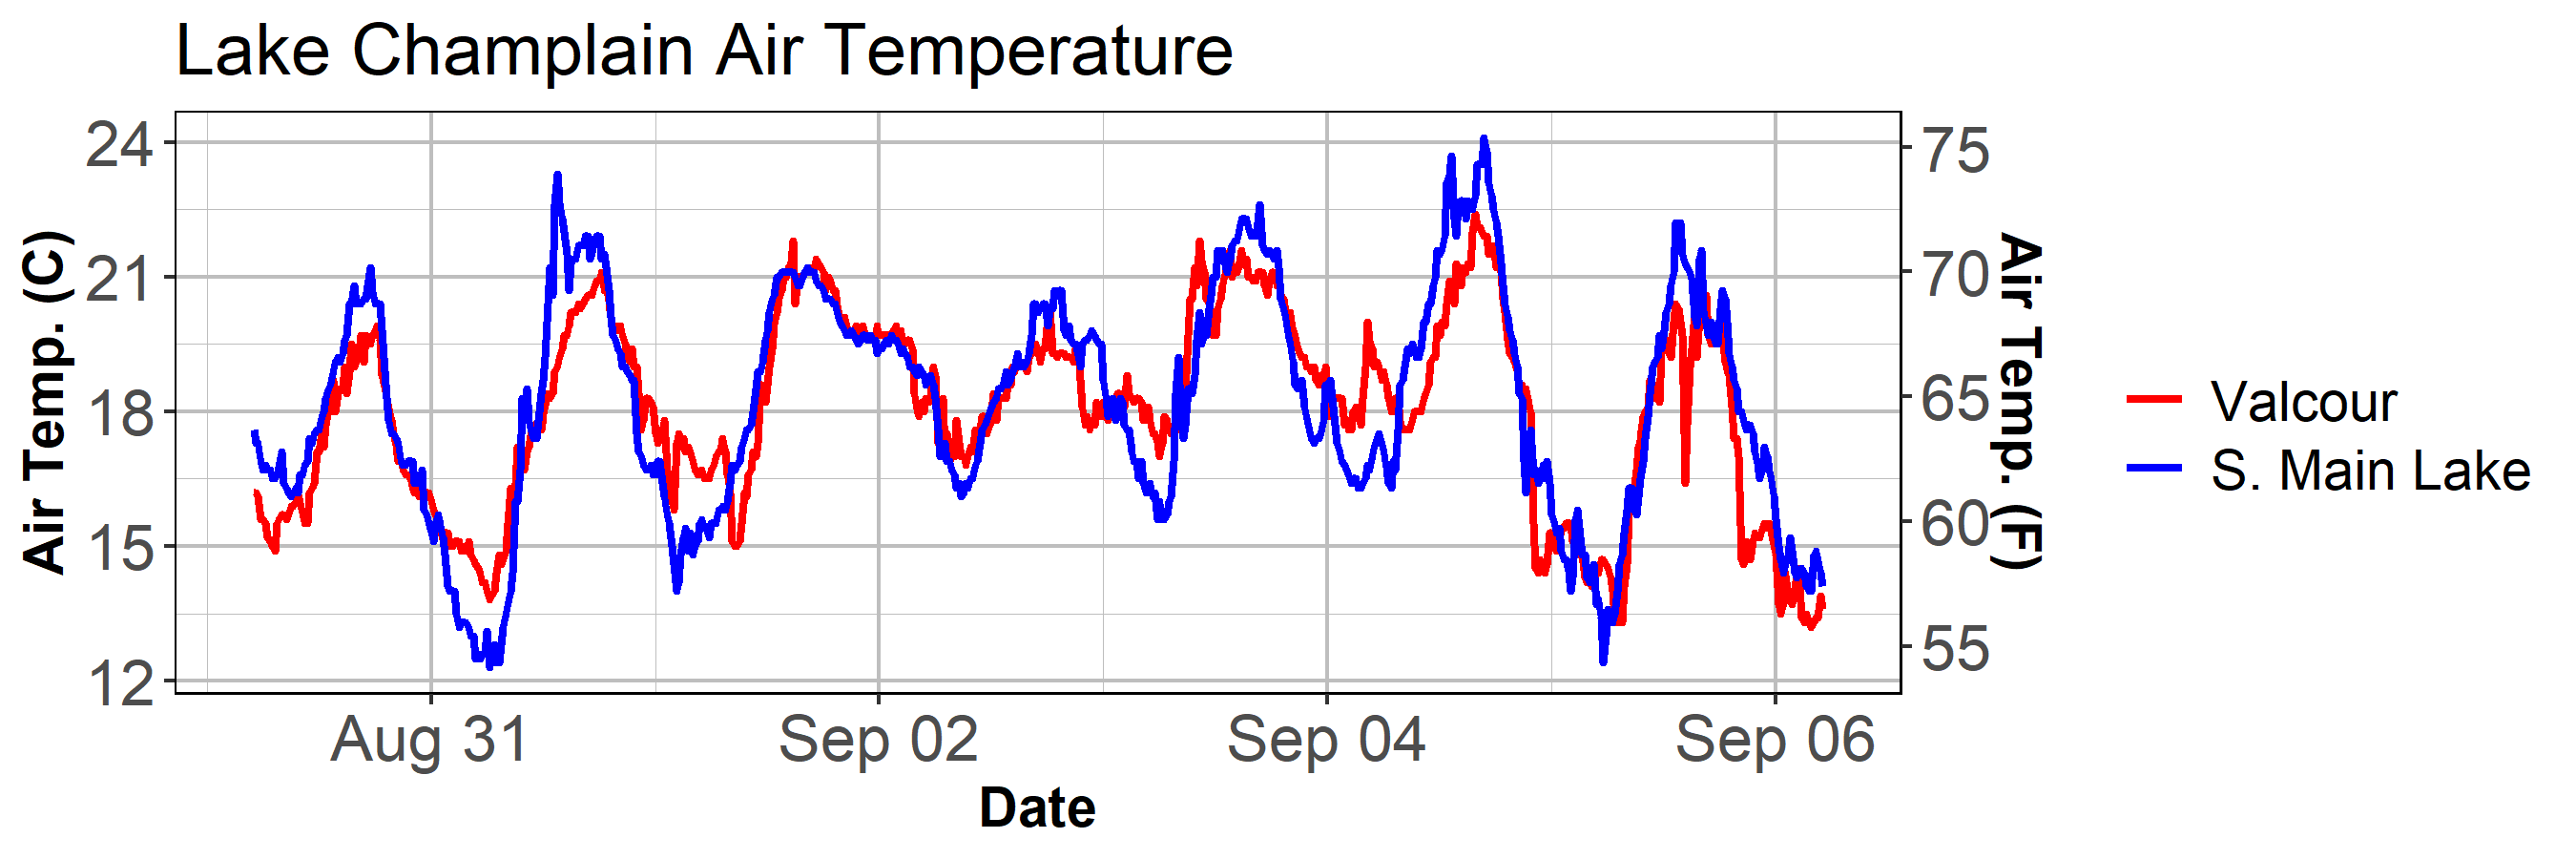 Lake Champlain Air Temperature
Air Temp. (C)
24
21
18
15
12
75
70
65
60
55
Air Temp. (F)
Aug 31
Sep 02
Sep 04
Sep 06
Date
Valcour
S. Main Lake